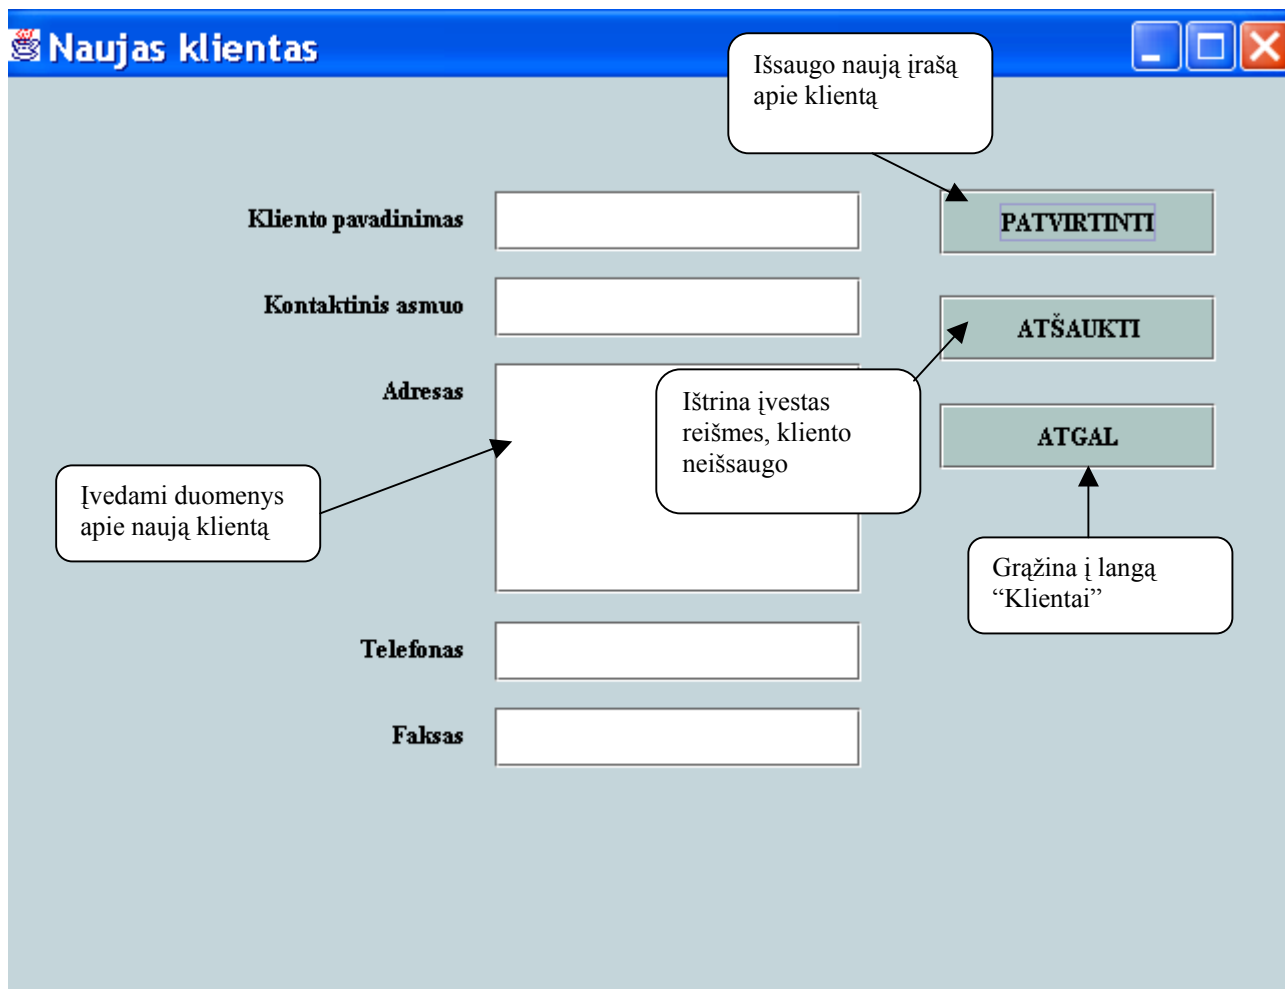 Naujas klientas
Išsaugo naują įrašą
apie klientą
Kliento pavadinimas
PATVIRTINTI
Kontaktinis asmuo
ATŠAUKTI
Adresas
Ištrina įvestas
reišmes, kliento
neišsaugo
ATGAL
Įvedami duomenys
apie naują klientą
Grąžina į langą
“Klientai”
Telefonas
Faksas